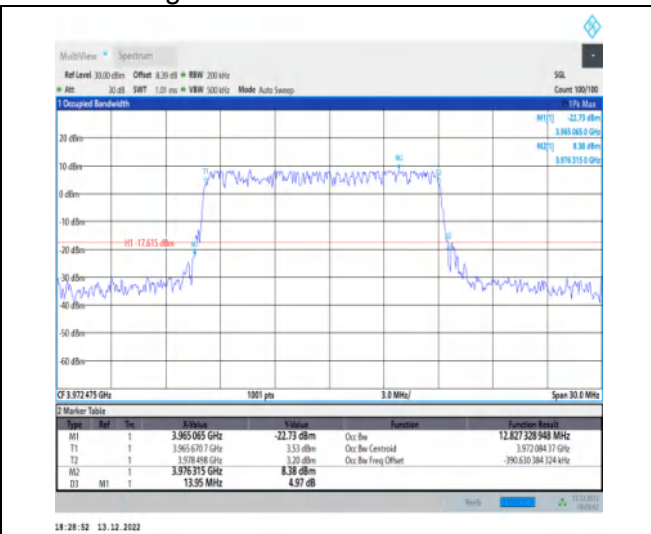 MultiView Spectrum
Ref Level 30.00 dBm Offset 8.39 dB RBW 200 kHz SGL
Att 30 dB SWT 1.01 ms VBW 500 kHz Mode Auto Sweep Count 100/100
1 Occupied Bandwidth 1Pk Max
M1[1] -22.73 dBm
3.965 065 0 GHz
M2[1] 8.38 dBm
3.976 315 0 GHz
20 dBm
10 dBm
0 dBm
-10 dBm
H1 -17.615 dBm
-20 dBm
-30 dBm
-40 dBm
-50 dBm
-60 dBm
M2
T1
CF 3.972 475 GHz 1001 pts 3.0 MHz/ Span 30.0 MHz
2 Marker Table
Type Ref Trc X-Value Y-Value Function Function Result
M1 1 3.965 065 GHz -22.73 dBm Occ Bw 12.827 328 948 MHz
T1 1 3.965 670 7 GHz 3.53 dBm Occ Bw Centroid 3.972 084 37 GHz
T2 1 3.978 498 GHz 3.20 dBm Occ Bw Freq Offset -390.630 384 324 kHz
M2 1 3.976 315 GHz 8.38 dBm
D3 M1 1 13.95 MHz 4.97 dB
Ready 13.12.2022
18:28:52
18:28:52 13.12.2022